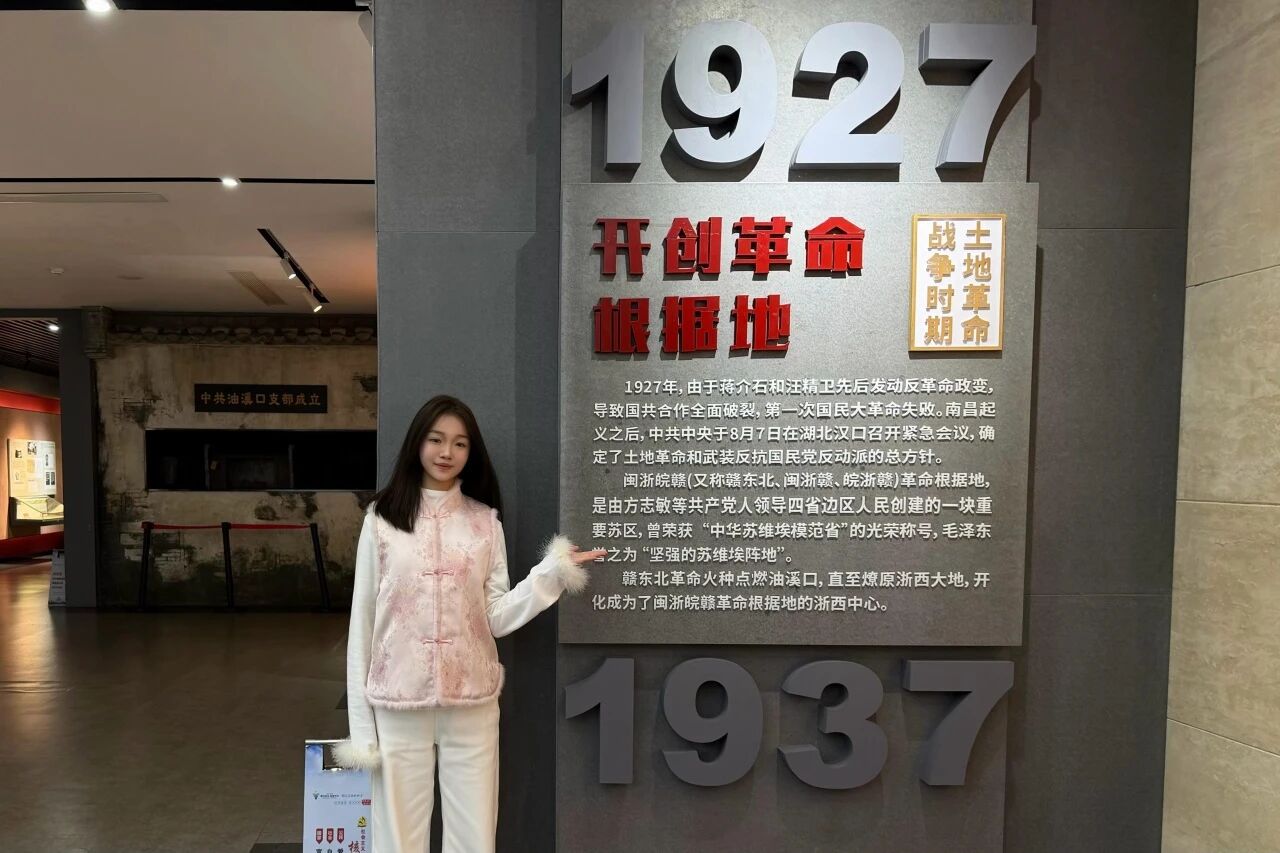 1927
开创革命
根据地
土地革命
战争时期
1927年,由于蒋介石和汪精卫先后发动反革命政变,
导致国共合作全面破裂,第一次国民大革命失败。南昌起
义之后,中共中央于8月7日在湖北汉口召开紧急会议,确
定了土地革命和武装反抗国民党反动派的总方针。
闽浙皖赣(又称赣东北、闽浙赣、皖浙赣)革命根据地,
是由方志敏等共产党人领导四省边区人民创建的一块重
要苏区,曾荣获“中华苏维埃模范省”的光荣称号,毛泽东
之为“坚强的苏维埃阵地”。
赣东北革命火种点燃油溪口,直至燎原浙西大地,开
化成为了闽浙皖赣革命根据地的浙西中心。
1937
中共油溪口支部成立